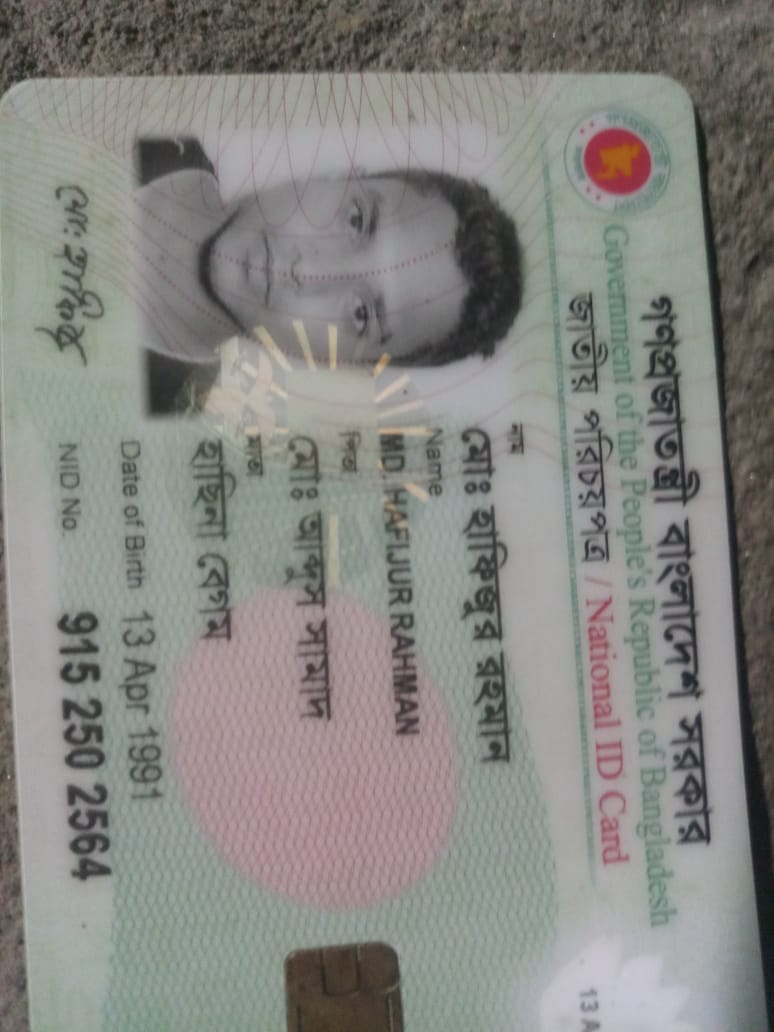 গণপ্রজাতন্ত্রী বাংলাদেশ সরকার
Government of the People's Republic of Bangladesh
জাতীয় পরিচয়পত্র / National ID Card
নাম
মোঃ হাফিজুর রহমান
Name
MD. HAFIJUR RAHMAN
পিতা
মোঃ আব্দুস সামাদ
মাতা
হাছিনা বেগম
Date of Birth 13 Apr 1991
NID No. 915 250 2564
13 A